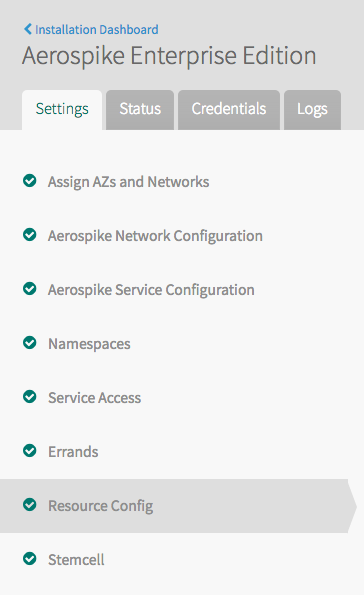 Installation Dashboard
Aerospike Enterprise Edition
Settings Status Credentials Logs
Assign AZs and Networks
Aerospike Network Configuration
Aerospike Service Configuration
Namespaces
Service Access
Errands
Resource Config
Stemcell